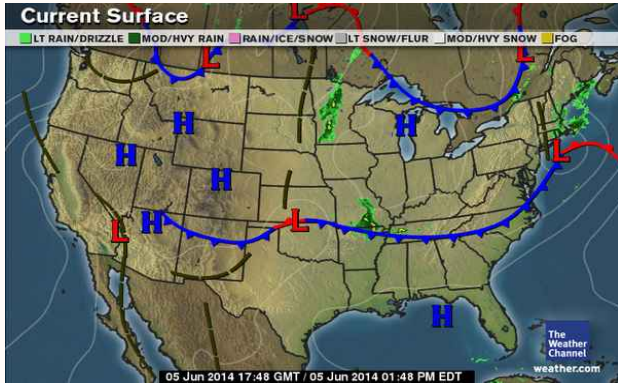 Current Surface
LT RAIN/DRIZZLE MOD/HVY RAIN RAIN/ICE/SNOW LT SNOW/FLUR MOD/HVY SNOW FOG
L
L L
H H
H
L
H
H L
L
H
The
Weather
Channel
weather.com
05 Jun 2014 17:48 GMT / 05 Jun 2014 01:48 PM EDT